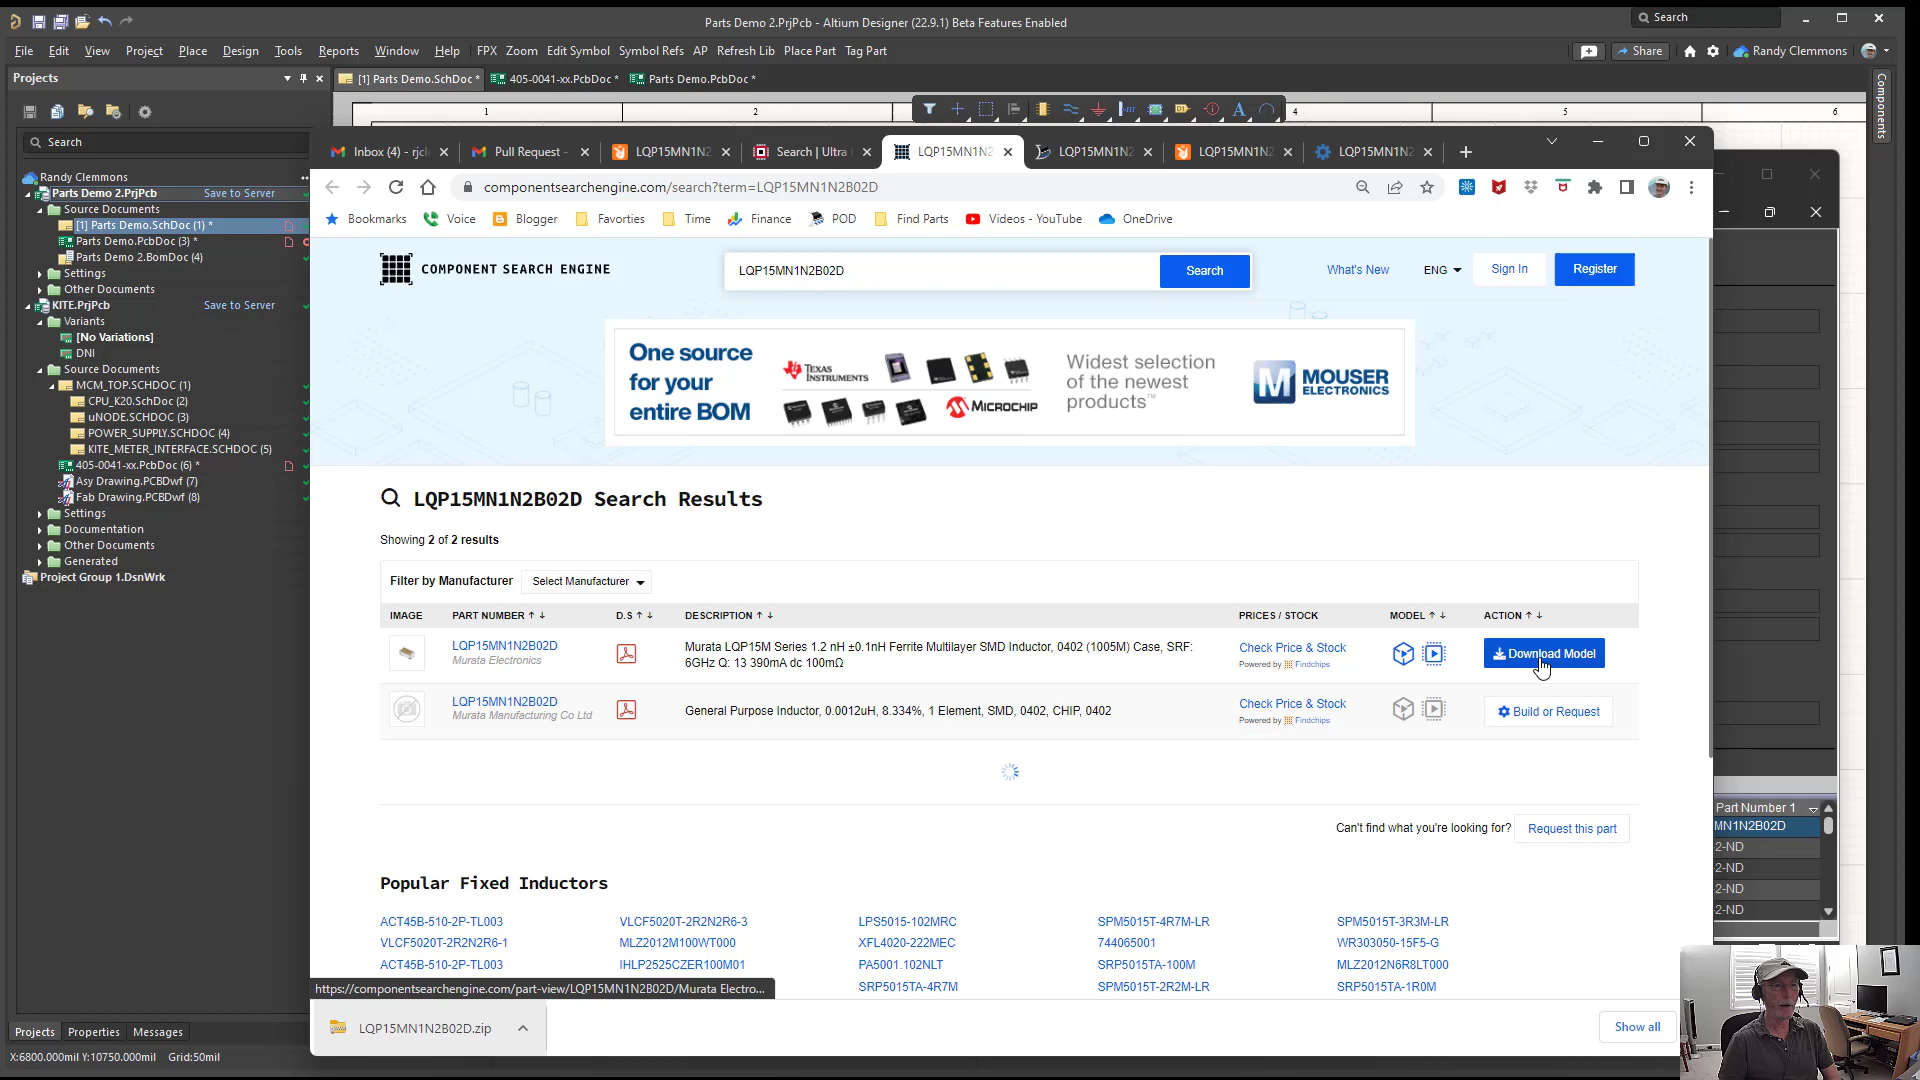 Parts Demo 2.PrjPcb - Altium Designer (22.9.1) Beta Features Enabled
Search
File Edit View Project Place Design Tools Reports Window Help FPX Zoom Edit Symbol Symbol Refs AP Refresh Lib Place Part Tag Part
Share
Randy Clemmons
Projects
[1] Parts Demo.SchDoc *
405-0041-xx.PcbDoc *
Parts Demo.PcbDoc *
Components
1 2 4 5 6
Search
Randy Clemmons
Parts Demo 2.PrjPcb Save to Server
Source Documents
[1] Parts Demo.SchDoc (1) *
Parts Demo.PcbDoc (3) *
Parts Demo 2.BomDoc (4)
Settings
Other Documents
KITE.PrjPcb Save to Server
Variants
[No Variations]
DNI
Source Documents
MCM_TOP.SCHDOC (1)
CPU_K20.SchDoc (2)
uNODE.SCHDOC (3)
POWER_SUPPLY.SCHDOC (4)
KITE_METER_INTERFACE.SCHDOC (5)
405-0041-xx.PcbDoc (6) *
Asy Drawing.PCBDwf (7)
Fab Drawing.PCBDwf (8)
Settings
Documentation
Other Documents
Generated
Project Group 1.DsnWrk
Inbox (4) - rjcl
Pull Request -
LQP15MN1N2
Search | Ultra
LQP15MN1N2
LQP15MN1N2
LQP15MN1N2
LQP15MN1N2
componentsearchengine.com/search?term=LQP15MN1N2B02D
Bookmarks Voice Blogger Favorties Time Finance POD Find Parts Videos - YouTube OneDrive
COMPONENT SEARCH ENGINE
LQP15MN1N2B02D
Search
What's New
ENG
Sign In
Register
One source
for your
entire BOM
TEXAS
INSTRUMENTS
MICROCHIP
Widest selection
of the newest
products™
M MOUSER
ELECTRONICS
LQP15MN1N2B02D Search Results
Showing 2 of 2 results
Filter by Manufacturer Select Manufacturer
IMAGE PART NUMBER D.S DESCRIPTION PRICES / STOCK MODEL ACTION
LQP15MN1N2B02D
Murata Electronics
Murata LQP15M Series 1.2 nH ±0.1nH Ferrite Multilayer SMD Inductor, 0402 (1005M) Case, SRF:
6GHz Q: 13 390mA dc 100mΩ
Check Price & Stock
Powered by Findchips
Download Model
LQP15MN1N2B02D
Murata Manufacturing Co Ltd
General Purpose Inductor, 0.0012uH, 8.334%, 1 Element, SMD, 0402, CHIP, 0402
Check Price & Stock
Powered by Findchips
Build or Request
Can't find what you're looking for? Request this part
Popular Fixed Inductors
ACT45B-510-2P-TL003 VLCF5020T-2R2N2R6-3 LPS5015-102MRC SPM5015T-4R7M-LR SPM5015T-3R3M-LR
VLCF5020T-2R2N2R6-1 MLZ2012M100WT000 XFL4020-222MEC 744065001 WR303050-15F5-G
ACT45B-510-2P-TL003 IHLP2525CZER100M01 PA5001.102NLT SRP5015TA-100M MLZ2012N6R8LT000
SRP5015TA-4R7M SPM5015T-2R2M-LR SRP5015TA-1R0M
https://componentsearchengine.com/part-view/LQP15MN1N2B02D/Murata Electro...
LQP15MN1N2B02D.zip
Show all
Part Number 1
MN1N2B02D
2-ND
2-ND
2-ND
2-ND
Projects Properties Messages
X:6800.000mil Y:10750.000mil Grid:50mil